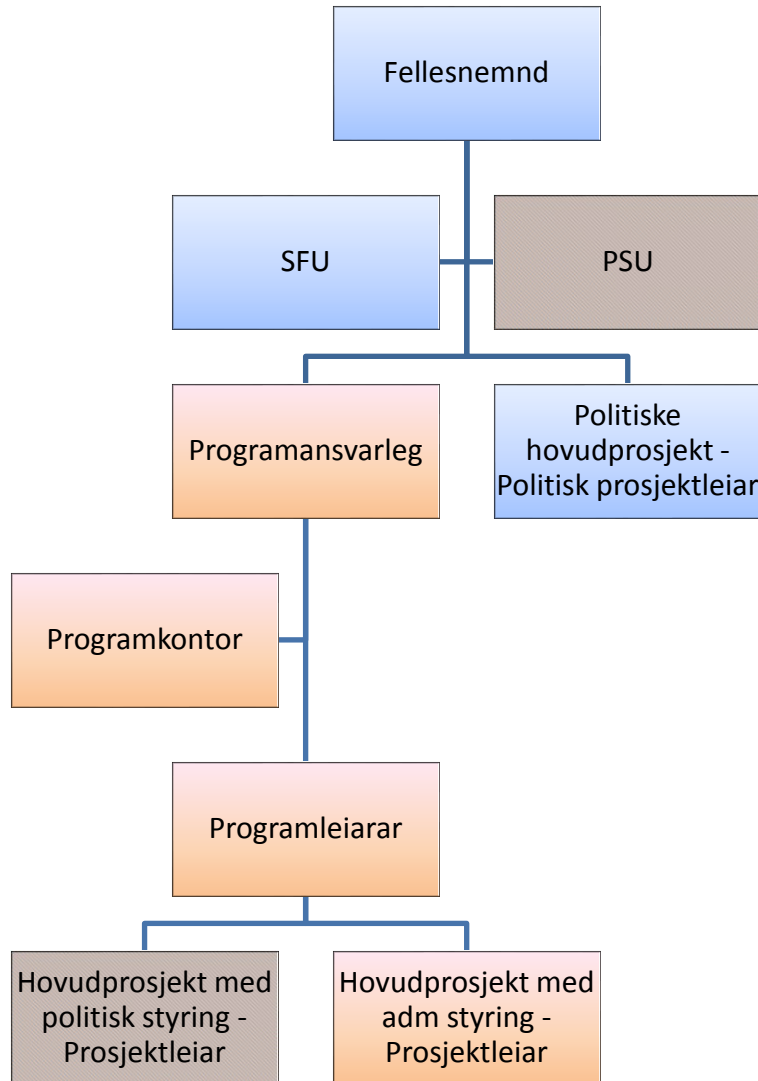 Fellesnemnd
SFU
PSU
Programansvarleg
Politiske
hovudprosjekt -
Politisk prosjektleiar
Programkontor
Programleiarar
Hovudprosjekt med
politisk styring -
Prosjektleiar
Hovudprosjekt med
adm styring -
Prosjektleiar